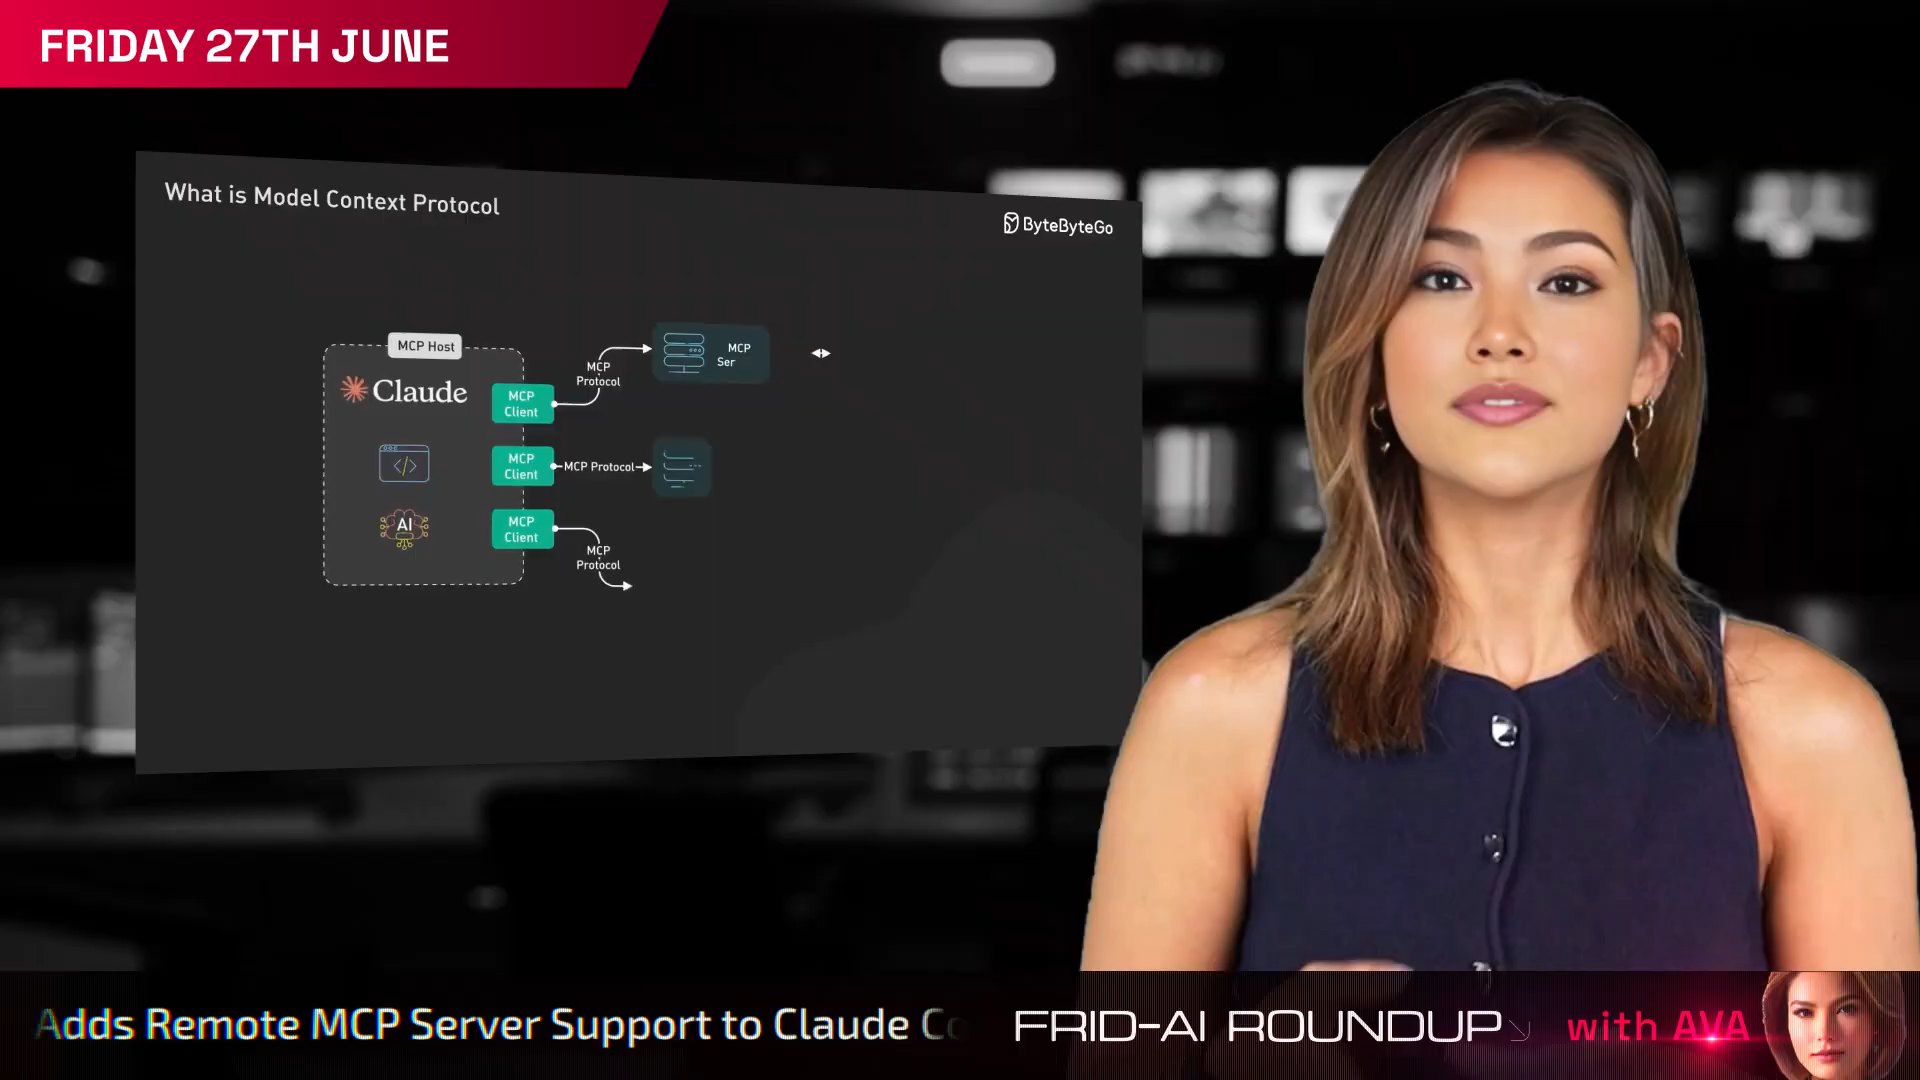 FRIDAY 27TH JUNE
What is Model Context Protocol
ByteByteGo
MCP Host
Claude
MCP
Client
MCP
Protocol
MCP
Ser
MCP
Client
MCP Protocol
AI
MCP
Client
MCP
Protocol
Adds Remote MCP Server Support to Claude Co
FRID-AI ROUNDUP
with AVA